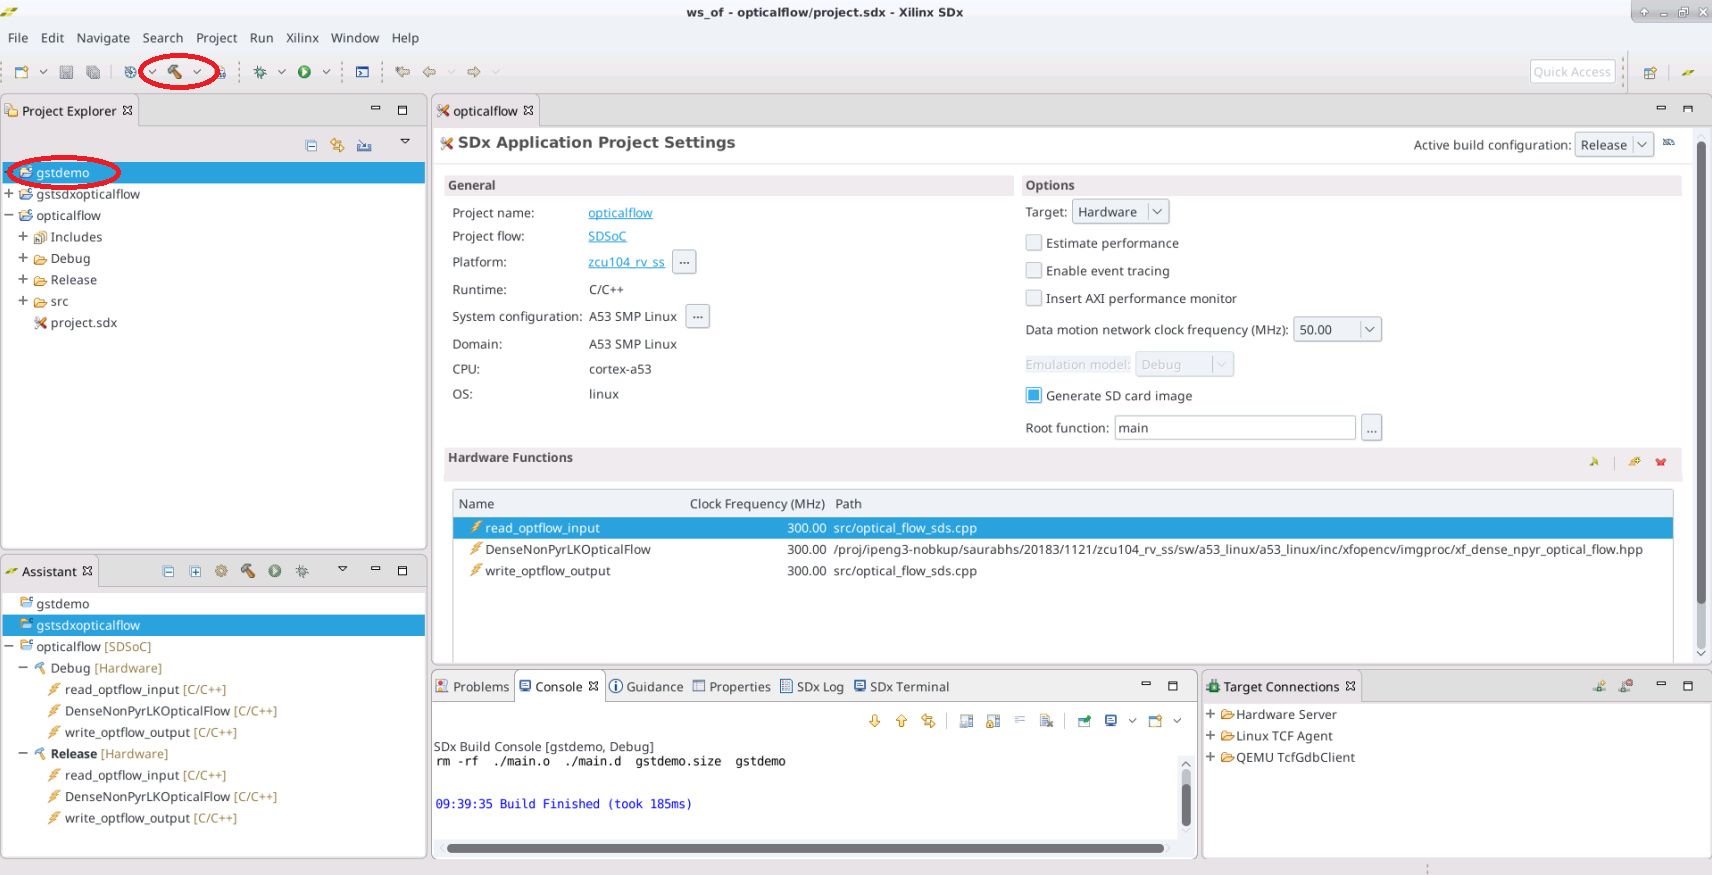 ws_of - opticalflow/project.sdx - Xilinx SDx
File Edit Navigate Search Project Run Xilinx Window Help
Quick Access
Project Explorer
gstdemo
gstsdxopticalflow
opticalflow
Includes
Debug
Release
src
project.sdx
opticalflow
SDx Application Project Settings
Active build configuration: Release
General
Project name: opticalflow
Project flow: SDSoC
Platform: zcu104_rv_ss ...
Runtime: C/C++
System configuration: A53 SMP Linux ...
Domain: A53 SMP Linux
CPU: cortex-a53
OS: linux
Options
Target: Hardware
Estimate performance
Enable event tracing
Insert AXI performance monitor
Data motion network clock frequency (MHz): 50.00
Emulation model: Debug
Generate SD card image
Root function: main ...
Hardware Functions
Name Clock Frequency (MHz) Path
read_optflow_input 300.00 src/optical_flow_sds.cpp
DenseNonPyrLKOpticalFlow 300.00 /proj/ipeng3-nobkup/saurabhs/20183/1121/zcu104_rv_ss/sw/a53_linux/a53_linux/inc/xfopencv/imgproc/xf_dense_npyr_optical_flow.hpp
write_optflow_output 300.00 src/optical_flow_sds.cpp
Assistant
gstdemo
gstsdxopticalflow
opticalflow [SDSoC]
Debug [Hardware]
read_optflow_input [C/C++]
DenseNonPyrLKOpticalFlow [C/C++]
write_optflow_output [C/C++]
Release [Hardware]
read_optflow_input [C/C++]
DenseNonPyrLKOpticalFlow [C/C++]
write_optflow_output [C/C++]
Problems Console Guidance Properties SDx Log SDx Terminal
SDx Build Console [gstdemo, Debug]
rm -rf ./main.o ./main.d gstdemo.size gstdemo
09:39:35 Build Finished (took 185ms)
Target Connections
Hardware Server
Linux TCF Agent
QEMU TcfGdbClient